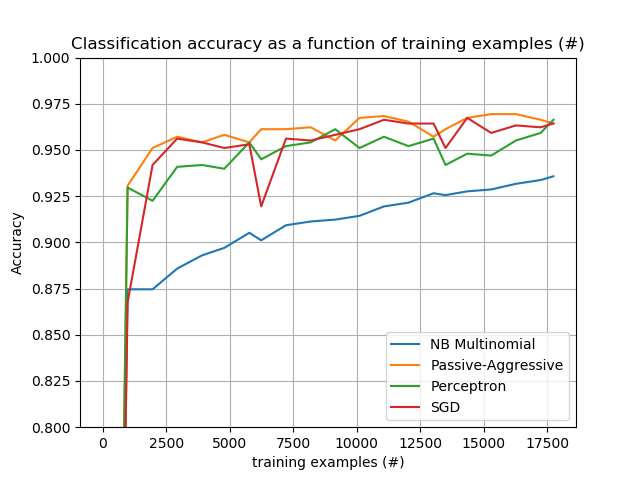 Classification accuracy as a function of training examples (#)
1.000
0.975
0.950
0.925
0.900
0.875
0.850
0.825
0.800
Accuracy
NB Multinomial
Passive-Aggressive
Perceptron
SGD
0 2500 5000 7500 10000 12500 15000 17500
training examples (#)